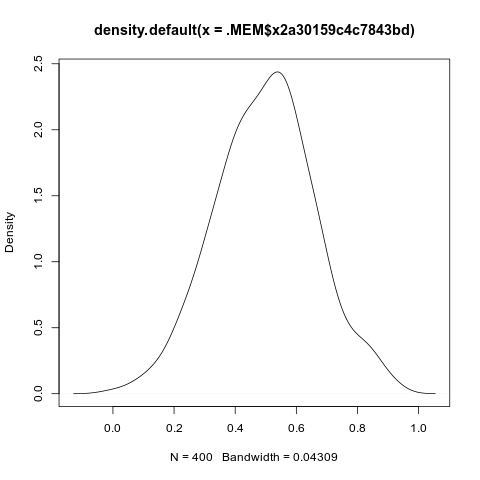 density.default(x = .MEM$x2a30159c4c7843bd)
2.5
2.0
1.5
1.0
0.5
0.0
Density
0.0 0.2 0.4 0.6 0.8 1.0
N = 400 Bandwidth = 0.04309